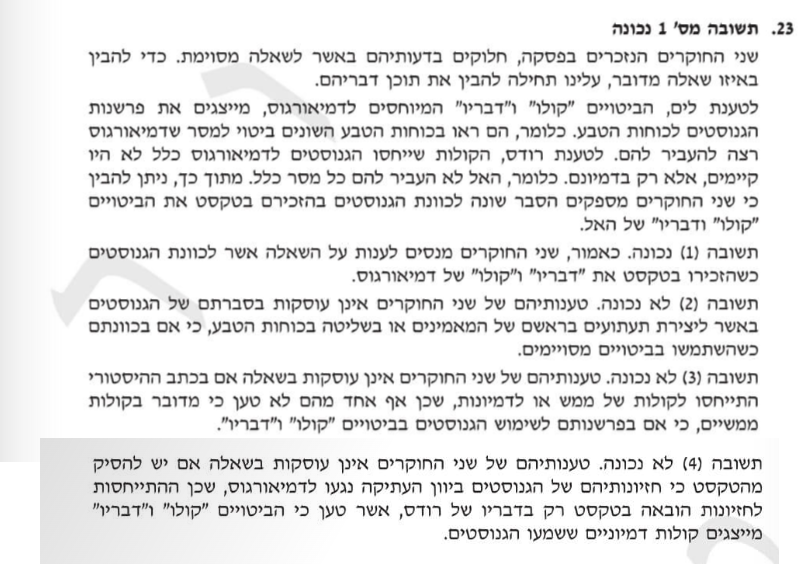 23. תשובה מס' 1 נכונה
שני החוקרים הנזכרים בפסקה, חלוקים בדעותיהם באשר לשאלה מסוימת. כדי להבין
באיזו שאלה מדובר, עלינו תחילה להבין את תוכן דבריהם.
לטענת לים, הביטויים "קולו" ו"דבריו" המיוחסים לדמיאורגוס, מייצגים את פרשנות
הגנוסטים לכוחות הטבע. כלומר, הם ראו בכוחות הטבע השונים ביטוי למסר שדמיאורגוס
רצה להעביר להם. לטענת רודס, הקולות שייחסו הגנוסטים לדמיאורגוס כלל לא היו
קיימים, אלא רק בדמיונם. כלומר, האל לא העביר להם כל מסר כלל. מתוך כך, ניתן להבין
כי שני החוקרים מספקים הסבר שונה לכוונת הגנוסטים בהזכירם בטקסט את הביטויים
"קולו" ודבריו" של האל.
תשובה (1) נכונה. כאמור, שני החוקרים מנסים לענות על השאלה אשר לכוונת הגנוסטים
כשהזכירו בטקסט את "דבריו" ו"קולו" של דמיאורגוס.
תשובה (2) לא נכונה. טענותיהם של שני החוקרים אינן עוסקות בסברתם של הגנוסטים
באשר ליצירת תעתועים בראשם של המאמינים או בשליטה בכוחות הטבע, כי אם בכוונתם
כשהשתמשו בביטויים מסויימים.
תשובה (3) לא נכונה. טענותיהם של שני החוקרים אינן עוסקות בשאלה אם בכתב ההיסטורי
התייחסו לקולות של ממש או לדמיונות, שכן אף אחד מהם לא טען כי מדובר בקולות
ממשיים, כי אם בפרשנותם לשימוש הגנוסטים בביטויים "קולו" ו"דבריו".
תשובה (4) לא נכונה. טענותיהם של שני החוקרים אינן עוסקות בשאלה אם יש להסיק
מהטקסט כי חזיונותיהם של הגנוסטים ביוון העתיקה נגעו לדמיאורגוס, שכן ההתייחסות
לחזיונות הובאה בטקסט רק בדבריו של רודס, אשר טען כי הביטויים "קולו" ו"דבריו"
מייצגים קולות דמיוניים ששמעו הגנוסטים.